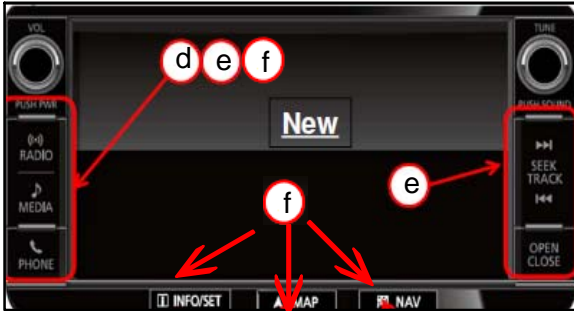 VOL
TUNE
d e f
PUSH PWR
PUSH SOUND
New
RADIO
MEDIA
PHONE
SEEK
TRACK
e
f
OPEN
CLOSE
i INFO/SET
MAP
NAV